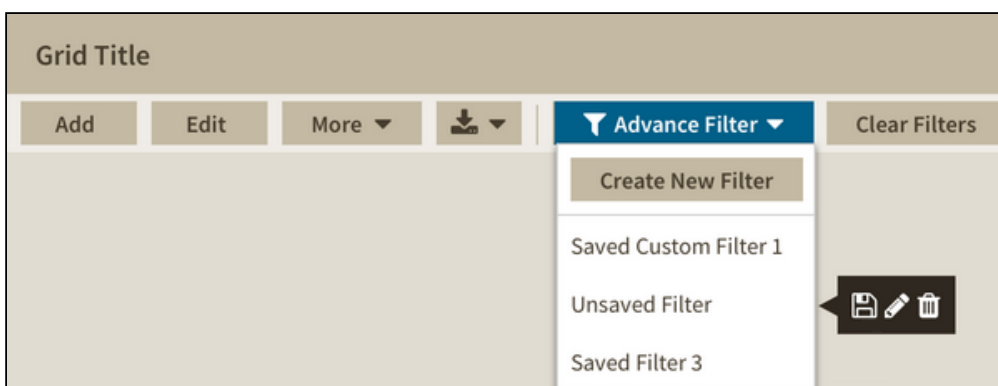 Grid Title
Add Edit More Advance Filter Clear Filters
Create New Filter
Saved Custom Filter 1
Unsaved Filter
Saved Filter 3